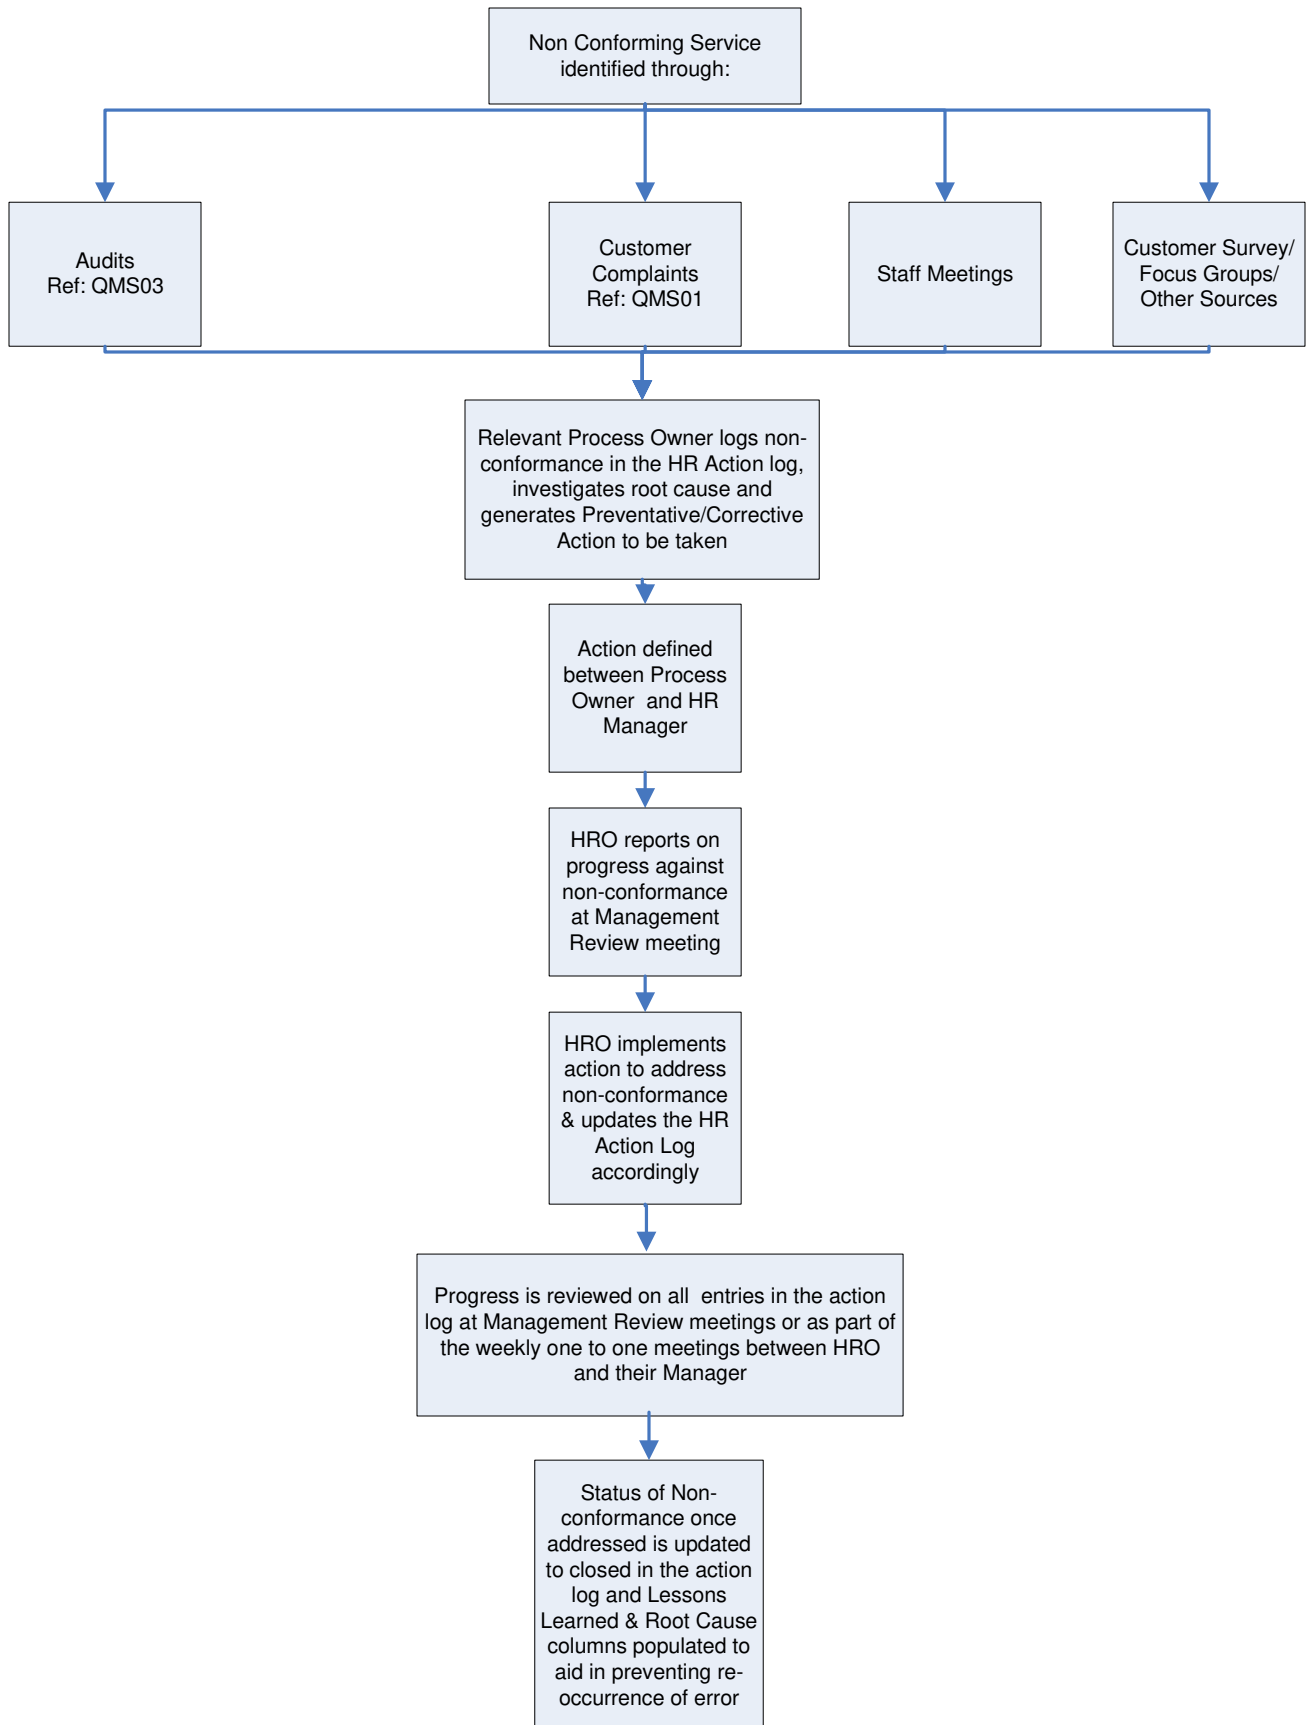 Non Conforming Service
identified through:
Audits
Ref: QMS03
Customer
Complaints
Ref: QMS01
Staff Meetings
Customer Survey/
Focus Groups/
Other Sources
Relevant Process Owner logs non-
conformance in the HR Action log,
investigates root cause and
generates Preventative/Corrective
Action to be taken
Action defined
between Process
Owner  and HR
Manager
HRO reports on
progress against
non-conformance
at Management
Review meeting
HRO implements
action to address
non-conformance
& updates the HR
Action Log
accordingly
Progress is reviewed on all  entries in the action
log at Management Review meetings or as part of
the weekly one to one meetings between HRO
and their Manager
Status of Non-
conformance once
addressed is updated
to closed in the action
log and Lessons
Learned & Root Cause
columns populated to
aid in preventing re-
occurrence of error